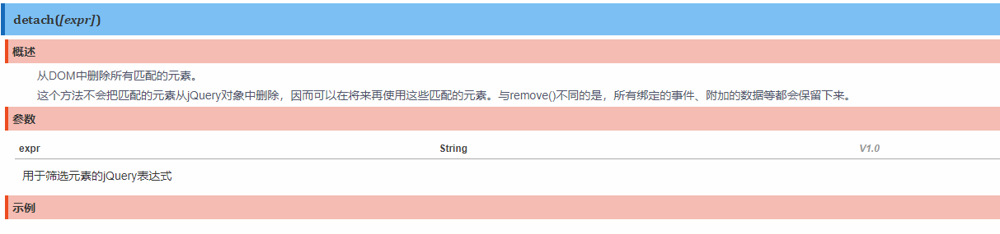 detach([expr])
概述
从DOM中删除所有匹配的元素。
这个方法不会把匹配的元素从jQuery对象中删除，因而可以在将来再使用这些匹配的元素。与remove()不同的是，所有绑定的事件、附加的数据等都会保留下来。
参数
expr String V1.0
用于筛选元素的jQuery表达式
示例